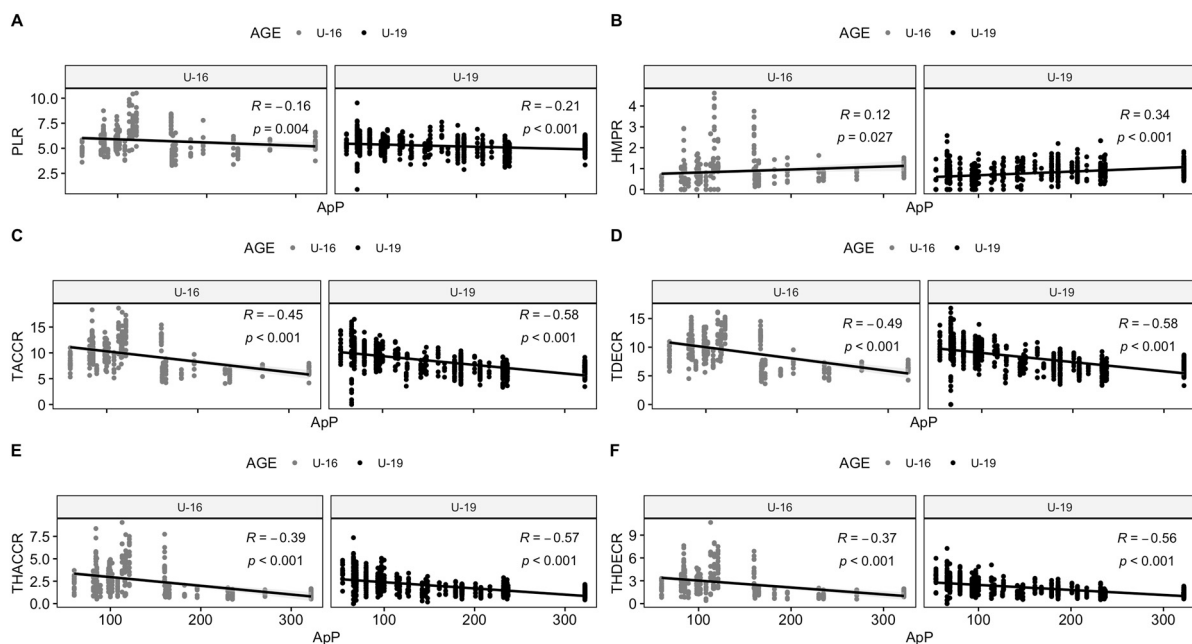 A
AGE U-16 U-19
U-16 U-19
10.0
7.5
5.0
2.5
PLR
R = − 0.16
p = 0.004
R = − 0.21
p < 0.001
100 200 300
ApP
B
AGE U-16 U-19
U-16 U-19
4
3
2
1
0
HMPR
R = 0.12
p = 0.027
R = 0.34
p < 0.001
100 200 300
ApP
C
AGE U-16 U-19
U-16 U-19
15
10
5
0
TACCR
R = − 0.45
p < 0.001
R = − 0.58
p < 0.001
ApP
D
AGE U-16 U-19
U-16 U-19
15
10
5
0
TDECR
R = − 0.49
p < 0.001
R = − 0.58
p < 0.001
ApP
E
AGE U-16 U-19
U-16 U-19
7.5
5.0
2.5
0.0
THACCR
R = − 0.39
p < 0.001
R = − 0.57
p < 0.001
100 200 300 100 200 300
ApP
F
AGE U-16 U-19
U-16 U-19
9
6
3
0
THDECR
R = − 0.37
p < 0.001
R = − 0.56
p < 0.001
100 200 300 100 200 300
ApP